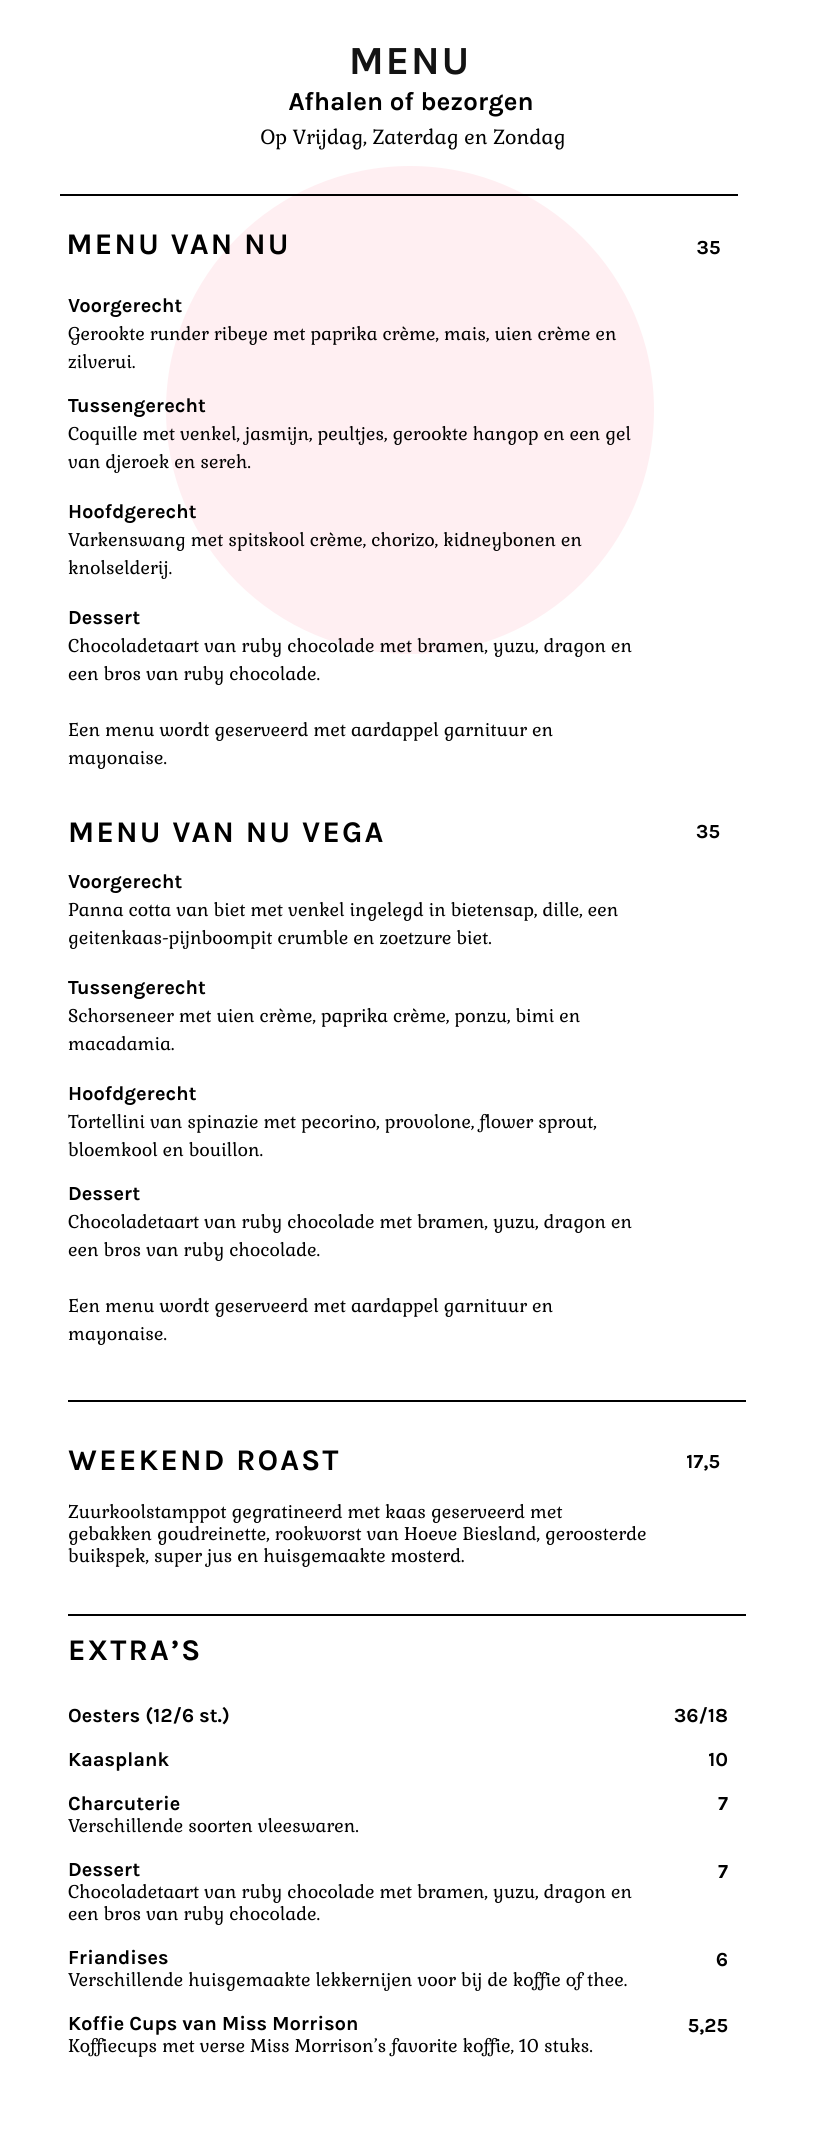 MENU
Afhalen of bezorgen
Op Vrijdag, Zaterdag en Zondag
MENU VAN NU 35
Voorgerecht
Gerookte runder ribeye met paprika crème, mais, uien crème en
zilverui.
Tussengerecht
Coquille met venkel, jasmijn, peultjes, gerookte hangop en een gel
van djeroek en sereh.
Hoofdgerecht
Varkenswang met spitskool crème, chorizo, kidneybonen en
knolselderij.
Dessert
Chocoladetaart van ruby chocolade met bramen, yuzu, dragon en
een bros van ruby chocolade.
Een menu wordt geserveerd met aardappel garnituur en
mayonaise.
MENU VAN NU VEGA 35
Voorgerecht
Panna cotta van biet met venkel ingelegd in bietensap, dille, een
geitenkaas-pijnboompit crumble en zoetzure biet.
Tussengerecht
Schorseneer met uien crème, paprika crème, ponzu, bimi en
macadamia.
Hoofdgerecht
Tortellini van spinazie met pecorino, provolone, flower sprout,
bloemkool en bouillon.
Dessert
Chocoladetaart van ruby chocolade met bramen, yuzu, dragon en
een bros van ruby chocolade.
Een menu wordt geserveerd met aardappel garnituur en
mayonaise.
WEEKEND ROAST 17,5
Zuurkoolstamppot gegratineerd met kaas geserveerd met
gebakken goudreinette, rookworst van Hoeve Biesland, geroosterde
buikspek, super jus en huisgemaakte mosterd.
EXTRA’S
Oesters (12/6 st.) 36/18
Kaasplank 10
Charcuterie 7
Verschillende soorten vleeswaren.
Dessert 7
Chocoladetaart van ruby chocolade met bramen, yuzu, dragon en
een bros van ruby chocolade.
Friandises 6
Verschillende huisgemaakte lekkernijen voor bij de koffie of thee.
Koffie Cups van Miss Morrison 5,25
Koffiecups met verse Miss Morrison’s favorite koffie, 10 stuks.